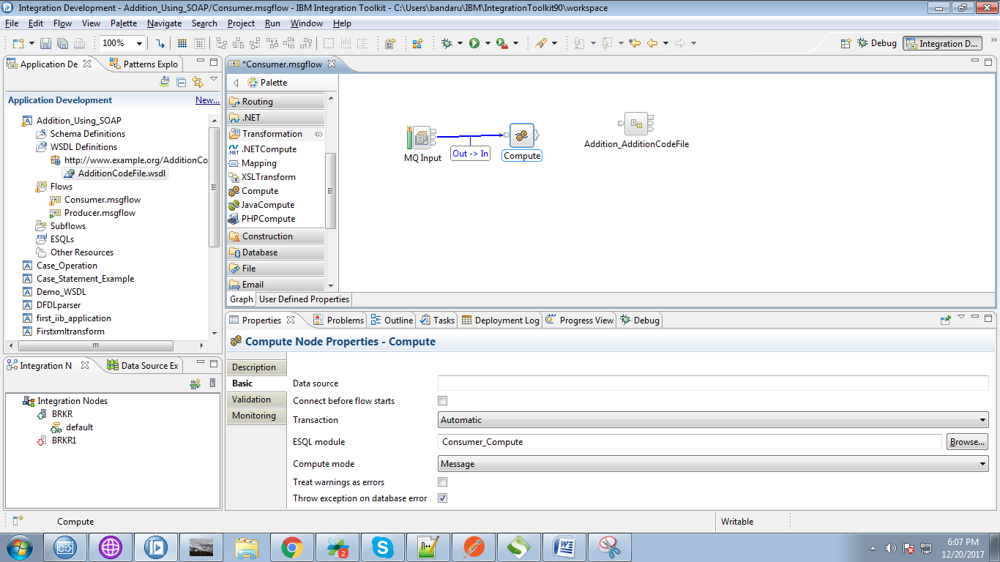 Integration Development - Addition_Using_SOAP/Consumer.msgflow - IBM Integration Toolkit - C:\Users\bandaru\IBM\IntegrationToolkit90\workspace
File Edit Flow View Palette Navigate Search Project Run Window Help
100%
Debug
Integration D...
Application De
Patterns Explo
Application Development
New...
Addition_Using_SOAP
Schema Definitions
WSDL Definitions
http://www.example.org/AdditionCo
AdditionCodeFile.wsdl
Flows
Consumer.msgflow
Producer.msgflow
Subflows
esql
ESQLs
Other Resources
Case_Operation
Case_Statement_Example
Demo_WSDL
DFDLparser
first_iib_application
Firstxmltransform
Integration N
Data Source Ex
Integration Nodes
BRKR
default
BRKR1
*Consumer.msgflow
Palette
Routing
.NET
Transformation
.NETCompute
Mapping
XSLTransform
Compute
JavaCompute
PHPCompute
Construction
Database
File
Email
Graph
User Defined Properties
MQ Input
Out -> In
Compute
Addition_AdditionCodeFile
Properties
Problems
Outline
Tasks
Deployment Log
Progress View
Debug
Compute Node Properties - Compute
Description
Basic
Validation
Monitoring
Data source
Connect before flow starts
Transaction
Automatic
ESQL module
Consumer_Compute
Browse...
Compute mode
Message
Treat warnings as errors
Throw exception on database error
Compute
Writable
2
6:07 PM
12/20/2017